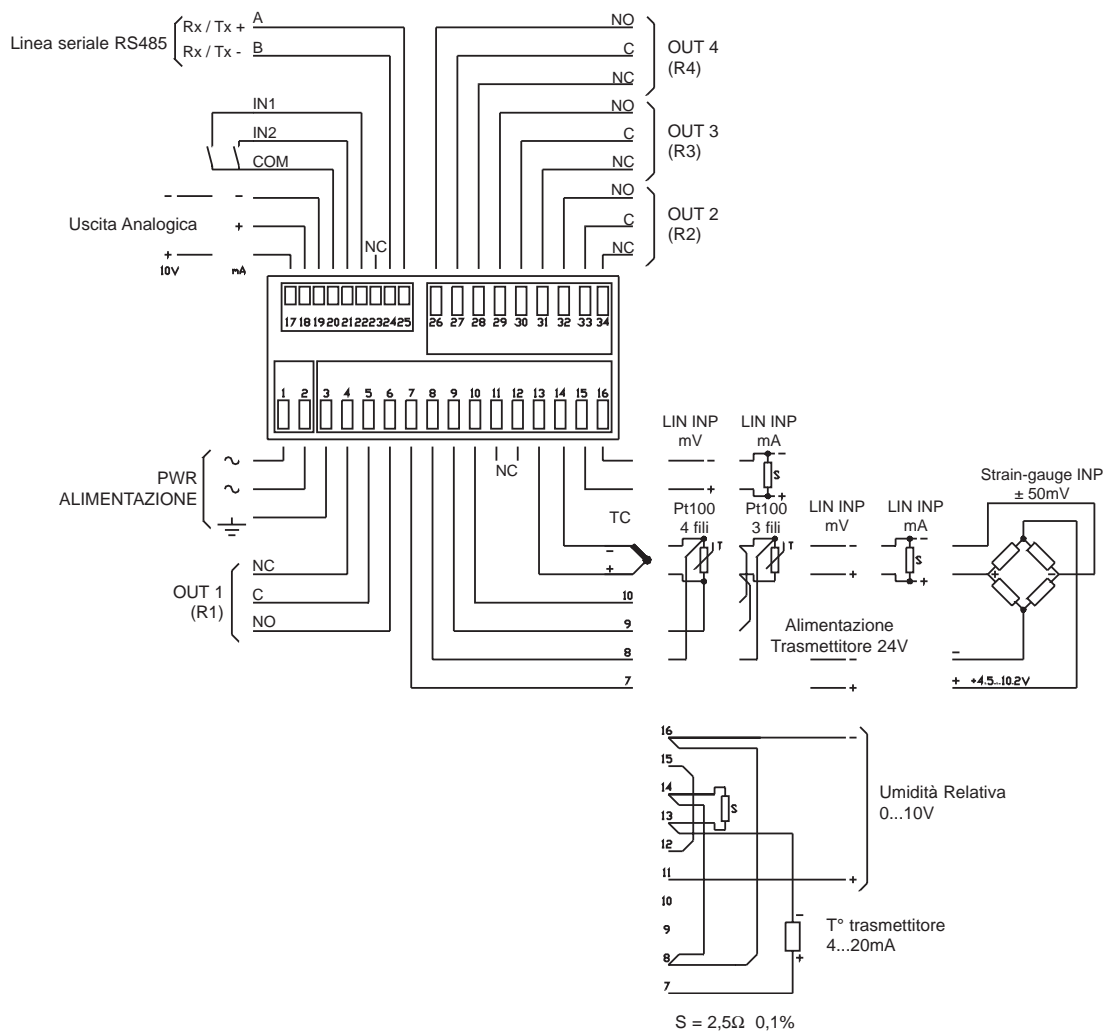 Linea seriale RS485
Rx / Tx + A
Rx / Tx - B
IN1
IN2
COM
- -
Uscita Analogica
+
+
10V mA
NC
NO
C
NC
OUT 4
(R4)
NO
C
NC
OUT 3
(R3)
NO
C
NC
OUT 2
(R2)
17 18 19 20 21 22 23 24 25
26 27 28 29 30 31 32 33 34
1 2 3 4 5 6 7 8 9 10 11 12 13 14 15 16
PWR
ALIMENTAZIONE
~
~
NC
OUT 1
(R1)
NC
C
NO
TC
-
+
10
9
8
7
LIN INP
mV
-
+
LIN INP
mA
-
S
+
Pt100
4 fili
T
Pt100
3 fili
T
LIN INP
mV
-
+
LIN INP
mA
-
S
+
Strain-gauge INP
± 50mV
+ -
Alimentazione
Trasmettitore 24V
-
+
-
+ +4.5...10.2V
16
15
14
13
12
11
10
9
8
7
S
-
+
Umidità Relativa
0...10V
-
+
T° trasmettitore
4...20mA
S = 2,5Ω 0,1%